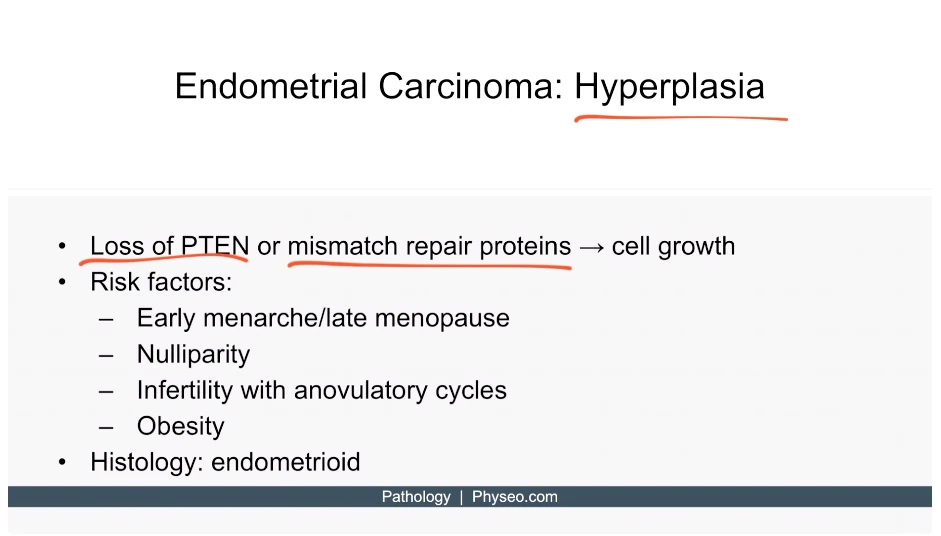 Endometrial Carcinoma: Hyperplasia
• Loss of PTEN or mismatch repair proteins → cell growth
• Risk factors:
– Early menarche/late menopause
– Nulliparity
– Infertility with anovulatory cycles
– Obesity
• Histology: endometrioid
Pathology | Physeo.com